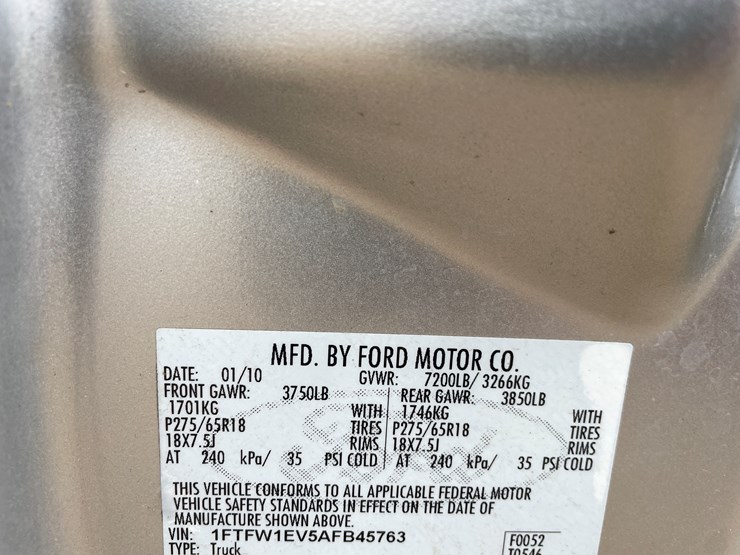 MFD. BY FORD MOTOR CO.
DATE: 01/10 GVWR: 7200LB/ 3266KG
FRONT GAWR: 3750LB REAR GAWR: 3850LB
1701KG WITH 1746KG WITH
P275/65R18 TIRES P275/65R18 TIRES
18X7.5J RIMS 18X7.5J RIMS
AT 240 kPa/ 35 PSI COLD AT 240 kPa/ 35 PSI COLD
THIS VEHICLE CONFORMS TO ALL APPLICABLE FEDERAL MOTOR
VEHICLE SAFETY STANDARDS IN EFFECT ON THE DATE OF
MANUFACTURE SHOWN ABOVE.
VIN: 1FTFW1EV5AFB45763 F0052
TYPE: Truck T0546